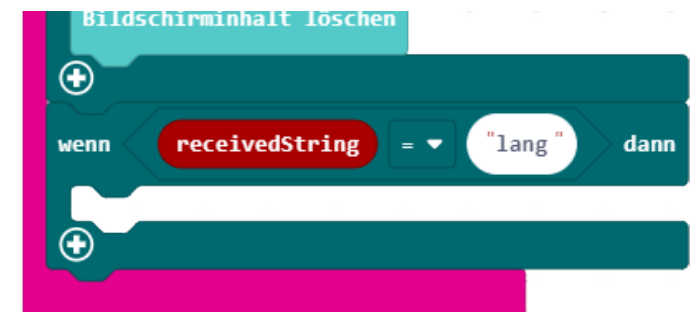 Bildschirminhalt löschen
wenn receivedString = "lang" dann